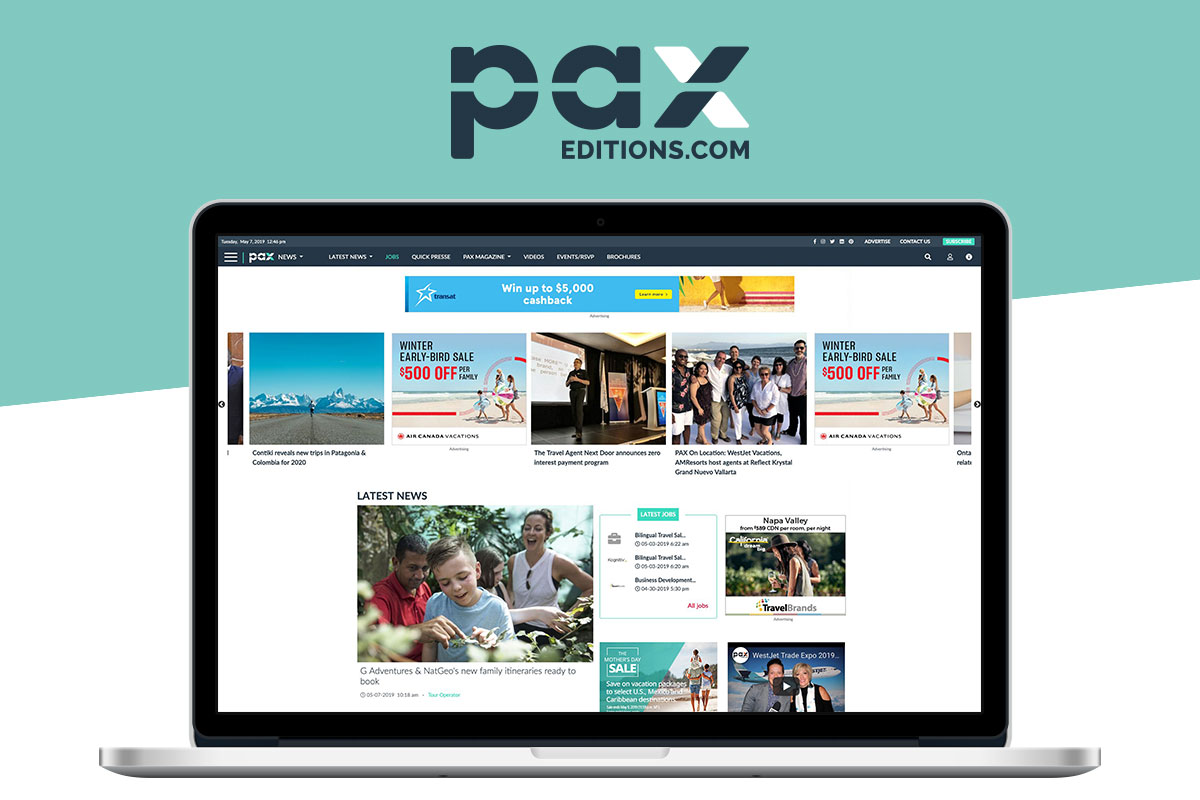 pax
EDITIONS.COM
Tuesday, May 7, 2019 12:46 pm
ADVERTISE
CONTACT US
SUBSCRIBE
pax NEWS
LATEST NEWS
JOBS
QUICK PRESSE
PAX MAGAZINE
VIDEOS
EVENTS/RSVP
BROCHURES
transat
Win up to $5,000
cashback
Learn more
Advertising
WINTER
EARLY-BIRD SALE
$500 OFF PER
FAMILY
AIR CANADA VACATIONS
WINTER
EARLY-BIRD SALE
$500 OFF PER
FAMILY
AIR CANADA VACATIONS
Contiki reveals new trips in Patagonia &
Colombia for 2020
Advertising
The Travel Agent Next Door announces zero
interest payment program
PAX On Location: WestJet Vacations,
AMResorts host agents at Reflect Krystal
Grand Nuevo Vallarta
Advertising
Onta
relate
LATEST NEWS
G Adventures & NatGeo's new family itineraries ready to
book
05-07-2019 10:18 am • Tour Operator
LATEST JOBS
Bilingual Travel Sal...
05-03-2019 6:22 am
Bilingual Travel Sal...
05-03-2019 6:20 am
Business Development...
04-30-2019 5:30 pm
All jobs
Napa Valley
from $589 CDN per room, per night
California
dream
big
TravelBrands
Advertising
THE
MOTHER'S DAY
SALE
Save on vacation packages
to select U.S., Mexico and
Caribbean destinations.
pax
WestJet Trade Expo 2019...